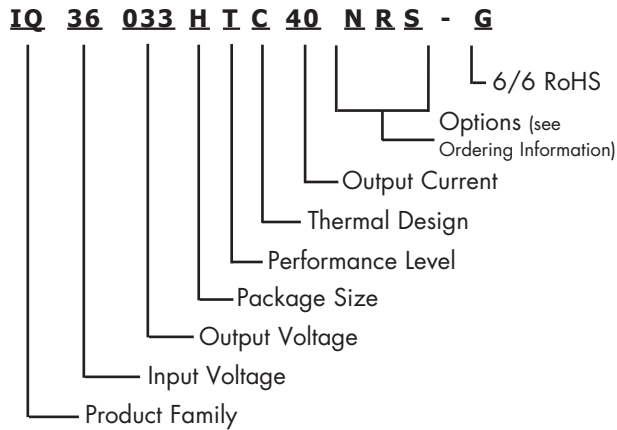 IQ 36 033 H T C 40 N R S - G
6/6 RoHS
Options (see
Ordering Information)
Output Current
Thermal Design
Performance Level
Package Size
Output Voltage
Input Voltage
Product Family